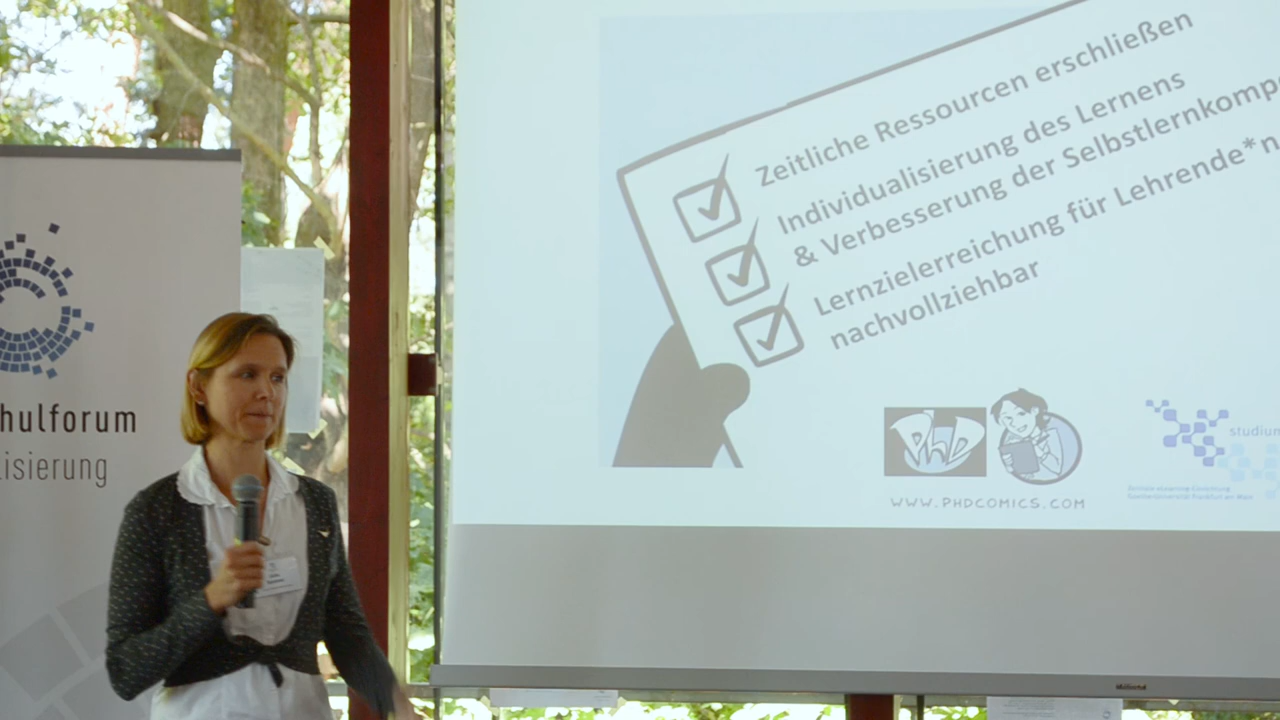 hulforum
lisierung
Zeitliche Ressourcen erschließen
Individualisierung des Lernens
& Verbesserung der Selbstlernkompe
Lernzielerreichung für Lehrende*n
nachvollziehbar
PhD
WWW.PHDCOMICS.COM
studium